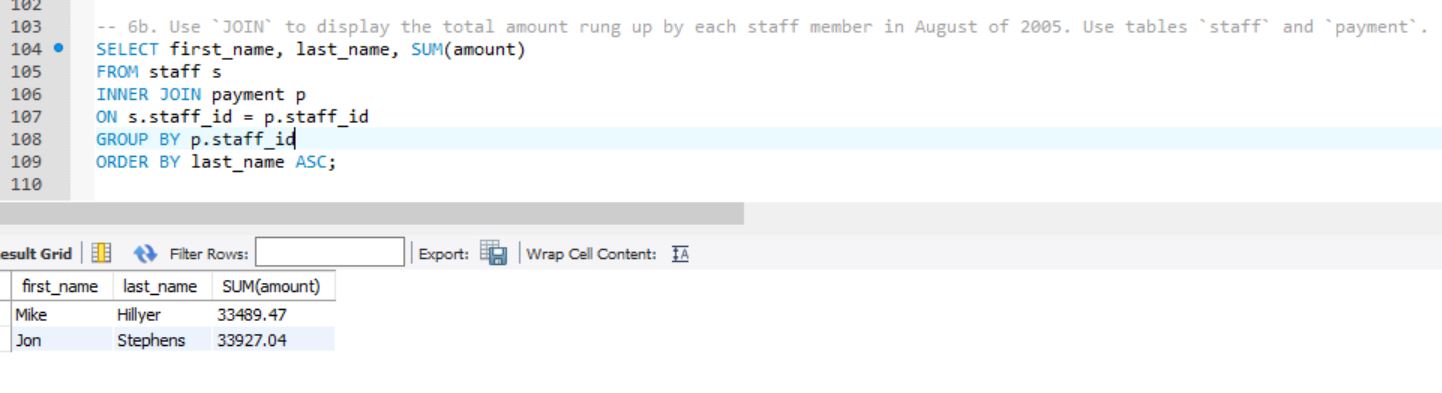 102
103 -- 6b. Use `JOIN` to display the total amount rung up by each staff member in August of 2005. Use tables `staff` and `payment`.
104 SELECT first_name, last_name, SUM(amount)
105 FROM staff s
106 INNER JOIN payment p
107 ON s.staff_id = p.staff_id
108 GROUP BY p.staff_id
109 ORDER BY last_name ASC;
110
esult Grid Filter Rows: Export: Wrap Cell Content: IA
first_name last_name SUM(amount)
Mike Hillyer 33489.47
Jon Stephens 33927.04